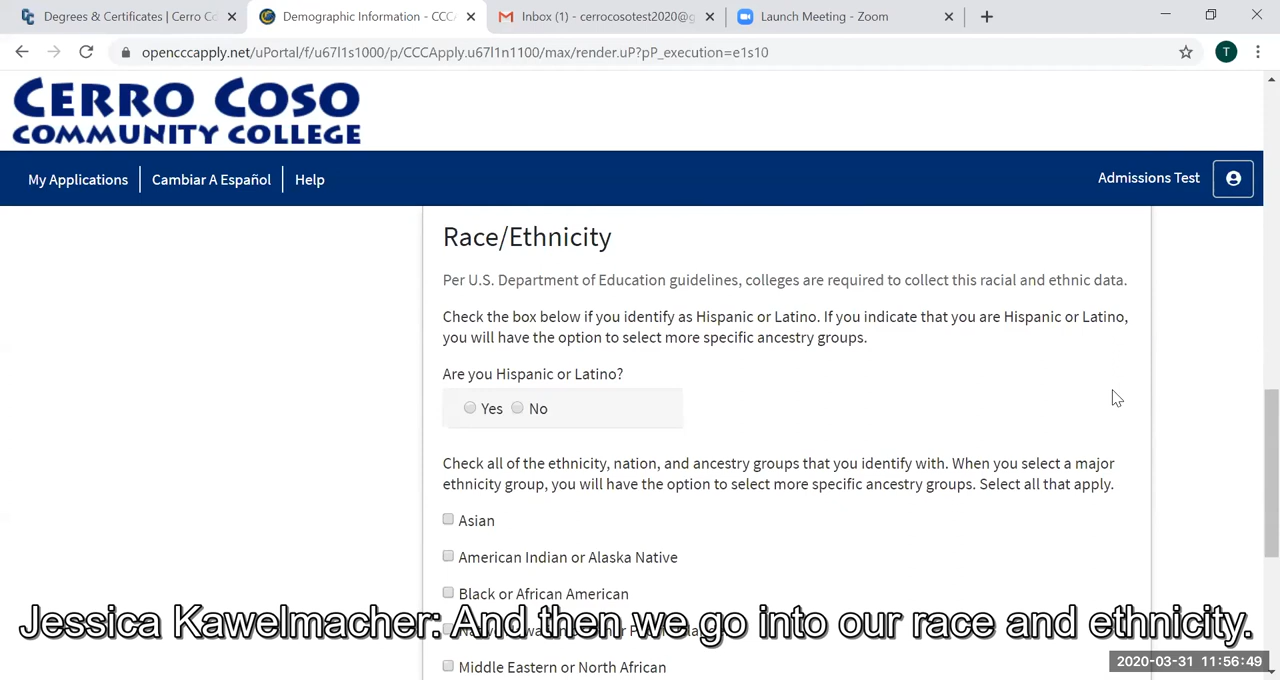 Degrees & Certificates | Cerro Co
Demographic Information - CCCA
Inbox (1) - cerrocosotest2020@g
Launch Meeting - Zoom
opencccapply.net/uPortal/f/u67l1s1000/p/CCCApply.u67l1n1100/max/render.uP?pP_execution=e1s10
T
CERRO COSO
COMMUNITY COLLEGE
My Applications
Cambiar A Español
Help
Admissions Test
Race/Ethnicity
Per U.S. Department of Education guidelines, colleges are required to collect this racial and ethnic data.
Check the box below if you identify as Hispanic or Latino. If you indicate that you are Hispanic or Latino,
you will have the option to select more specific ancestry groups.
Are you Hispanic or Latino?
Yes No
Check all of the ethnicity, nation, and ancestry groups that you identify with. When you select a major
ethnicity group, you will have the option to select more specific ancestry groups. Select all that apply.
Asian
American Indian or Alaska Native
Black or African American
Jessica Kawelmacher: And then we go into our race and ethnicity.
Middle Eastern or North African
2020-03-31 11:56:49